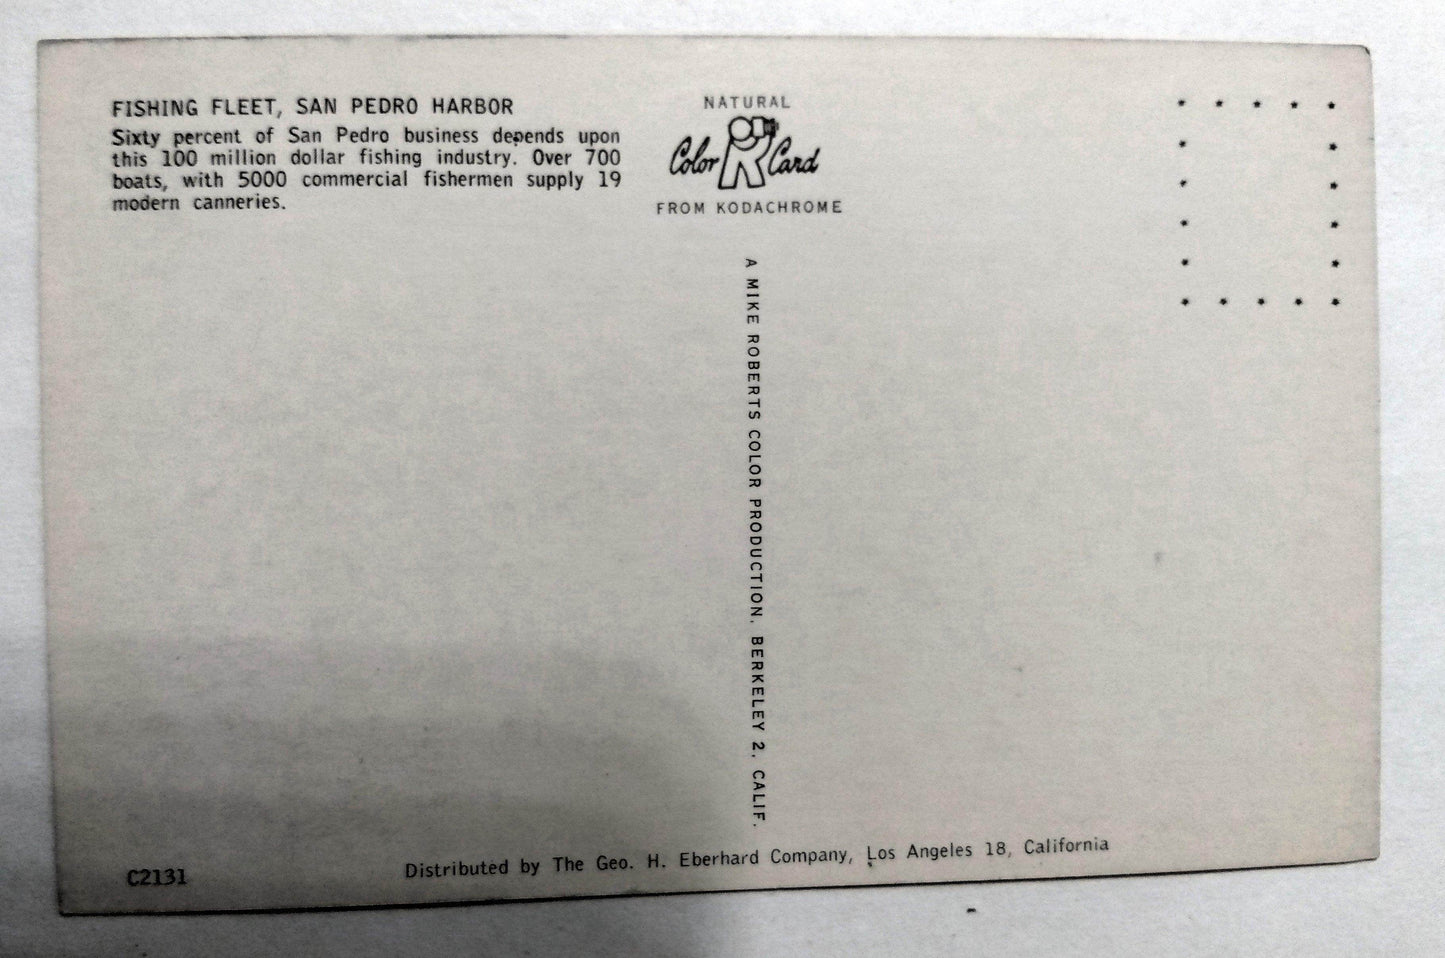 FISHING FLEET, SAN PEDRO HARBOR
Sixty percent of San Pedro business depends upon
this 100 million dollar fishing industry. Over 700
boats, with 5000 commercial fishermen supply 19
modern canneries.
NATURAL
Color Card
FROM KODACHROME
A MIKE ROBERTS COLOR PRODUCTION, BERKELEY 2, CALIF.
C2131
Distributed by The Geo. H. Eberhard Company, Los Angeles 18, California